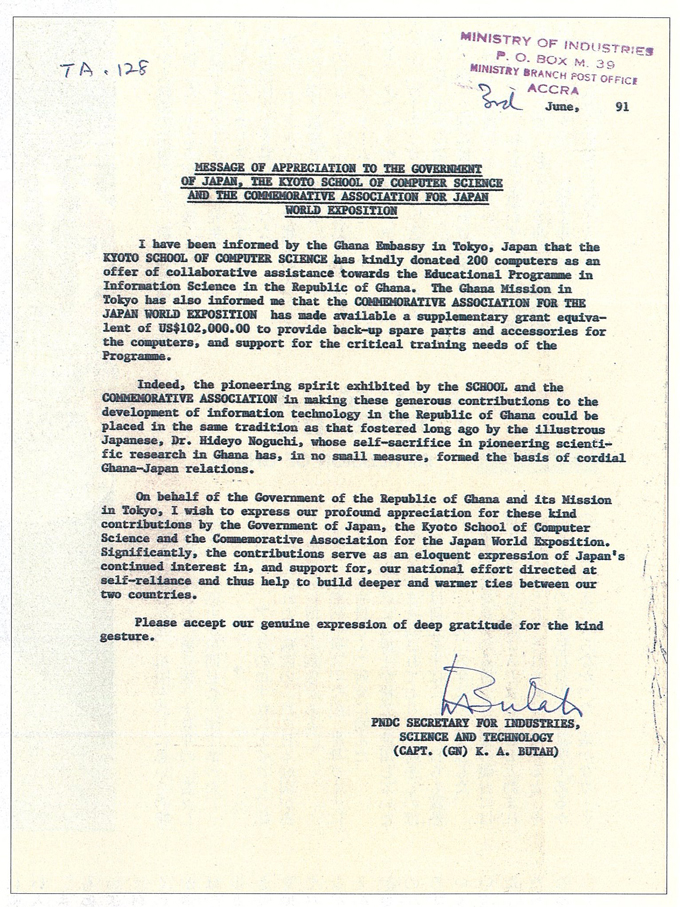 TA. 128
MINISTRY OF INDUSTRIES
P. O. BOX M. 39
MINISTRY BRANCH POST OFFICE
ACCRA
3rd June, 91
MESSAGE OF APPRECIATION TO THE GOVERNMENT
OF JAPAN, THE KYOTO SCHOOL OF COMPUTER SCIENCE
AND THE COMMEMORATIVE ASSOCIATION FOR JAPAN
WORLD EXPOSITION
I have been informed by the Ghana Embassy in Tokyo, Japan that the
KYOTO SCHOOL OF COMPUTER SCIENCE has kindly donated 200 computers as an
offer of collaborative assistance towards the Educational Programme in
Information Science in the Republic of Ghana. The Ghana Mission in
Tokyo has also informed me that the COMMEMORATIVE ASSOCIATION FOR THE
JAPAN WORLD EXPOSITION has made available a supplementary grant equiva-
lent of US$102,000.00 to provide back-up spare parts and accessories for
the computers, and support for the critical training needs of the
Programme.
Indeed, the pioneering spirit exhibited by the SCHOOL and the
COMMEMORATIVE ASSOCIATION in making these generous contributions to the
development of information technology in the Republic of Ghana could be
placed in the same tradition as that fostered long ago by the illustrous
Japanese, Dr. Hideyo Noguchi, whose self-sacrifice in pioneering scienti-
fic research in Ghana has, in no small measure, formed the basis of cordial
Ghana-Japan relations.
On behalf of the Government of the Republic of Ghana and its Mission
in Tokyo, I wish to express our profound appreciation for these kind
contributions by the Government of Japan, the Kyoto School of Computer
Science and the Commemorative Association for the Japan World Exposition.
Significantly, the contributions serve as an eloquent expression of Japan's
continued interest in, and support for, our national effort directed at
self-reliance and thus help to build deeper and warmer ties between our
two countries.
Please accept our genuine expression of deep gratitude for the kind
gesture.
KA Butah
PNDC SECRETARY FOR INDUSTRIES,
SCIENCE AND TECHNOLOGY
(CAPT. (GN) K. A. BUTAH)